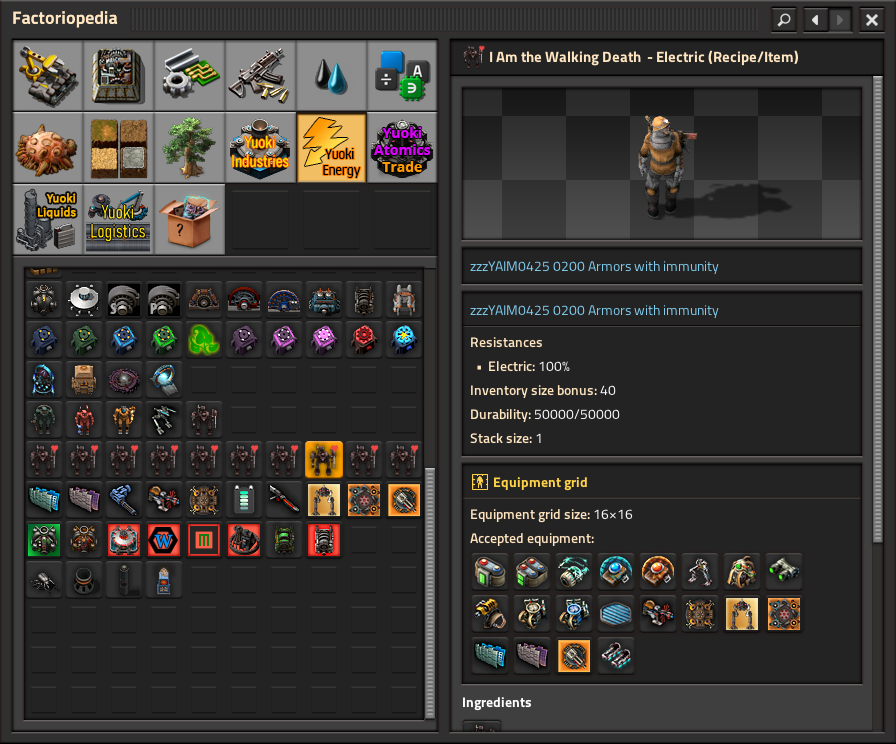 Factoriopedia
I Am the Walking Death - Electric (Recipe/Item)
A
Yuoki
Industries
Yuoki
Energy
Yuoki
Atomics
Trade
Yuoki
Liquids
Yuoki
Logistics
?
S
P
W
zzzYAIM0425 0200 Armors with immunity
zzzYAIM0425 0200 Armors with immunity
Resistances
• Electric: 100%
Inventory size bonus: 40
Durability: 50000/50000
Stack size: 1
Equipment grid
Equipment grid size: 16×16
Accepted equipment:
Ingredients